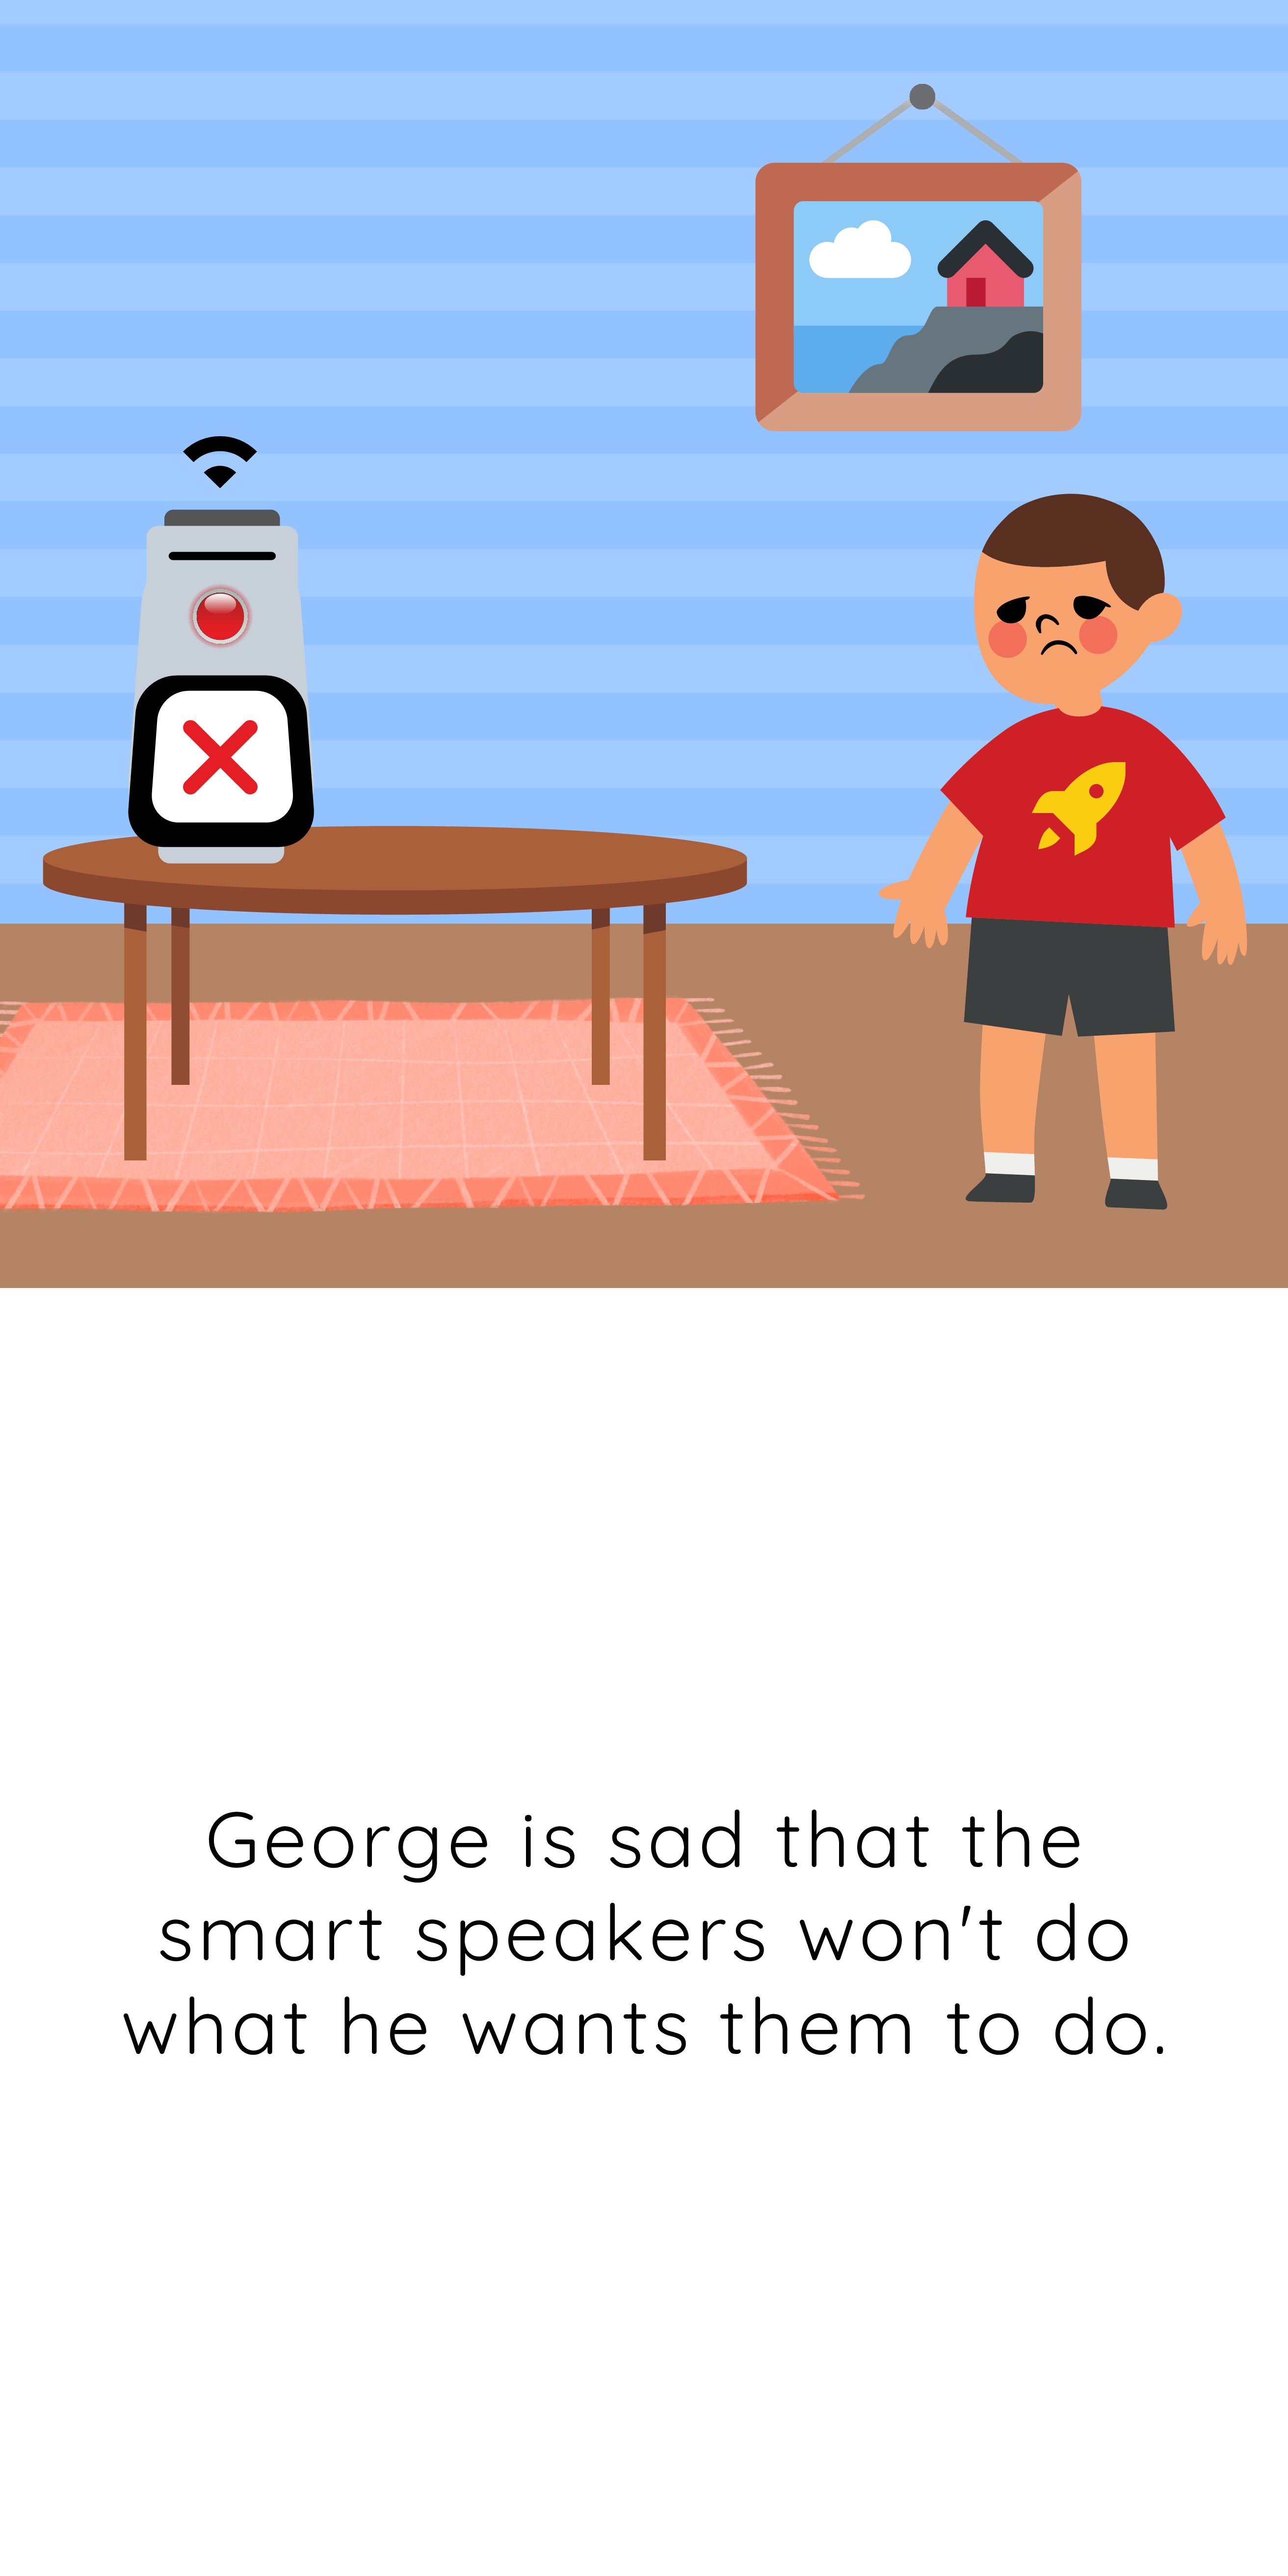 George is sad that the
smart speakers won't do
what he wants them to do.